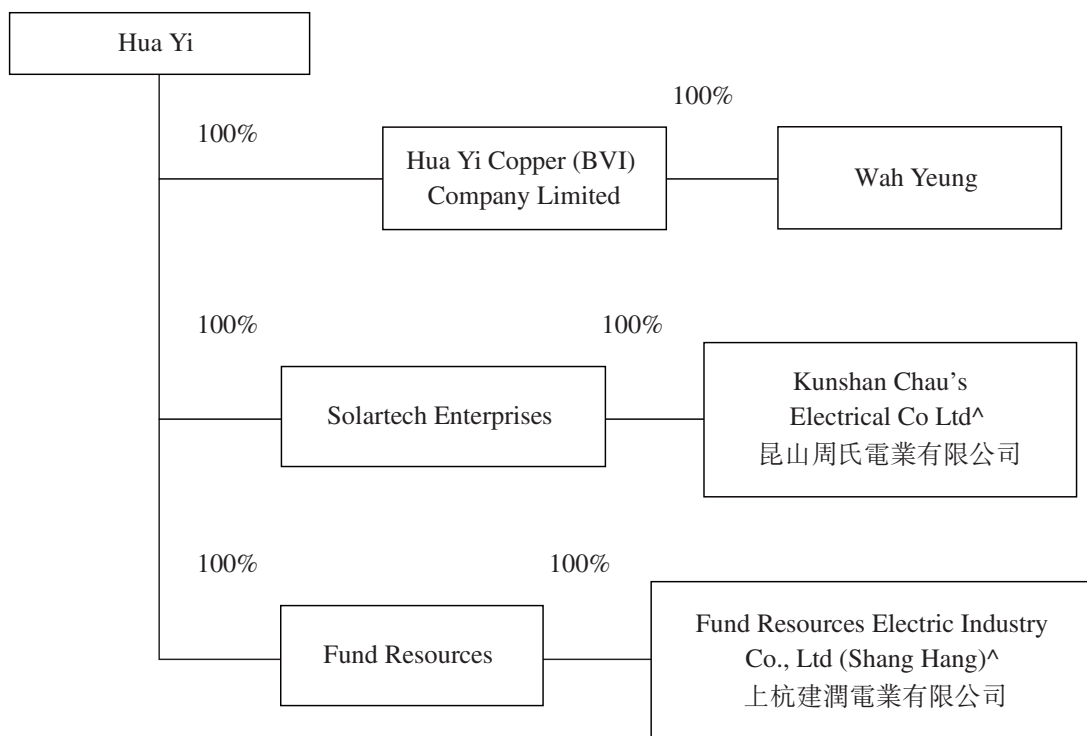 Hua Yi
100%
100%
Hua Yi Copper (BVI)
Company Limited
Wah Yeung
100%
100%
Solartech Enterprises
Kunshan Chau's
Electrical Co Ltd^
昆山周氏電業有限公司
100%
100%
Fund Resources
Fund Resources Electric Industry
Co., Ltd (Shang Hang)^
上杭建潤電業有限公司